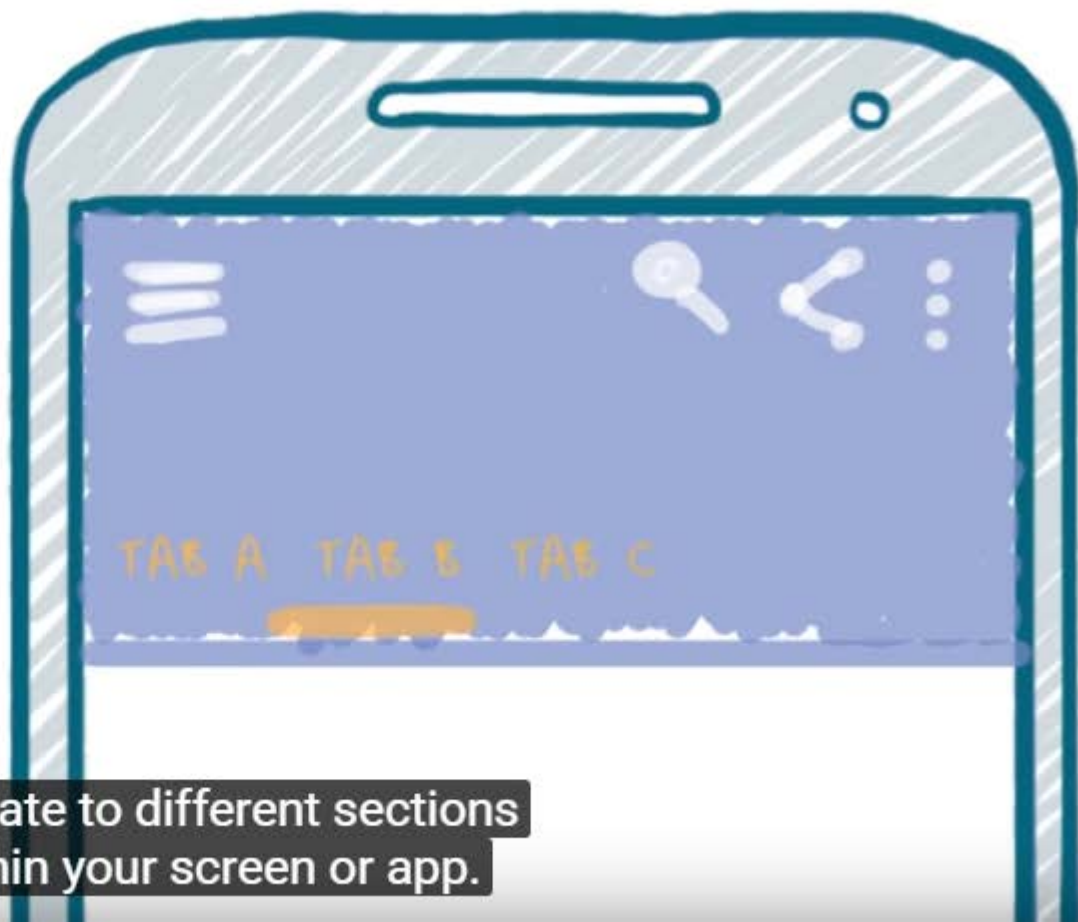 TAB A TAB B TAB C
ate to different sections
in your screen or app.